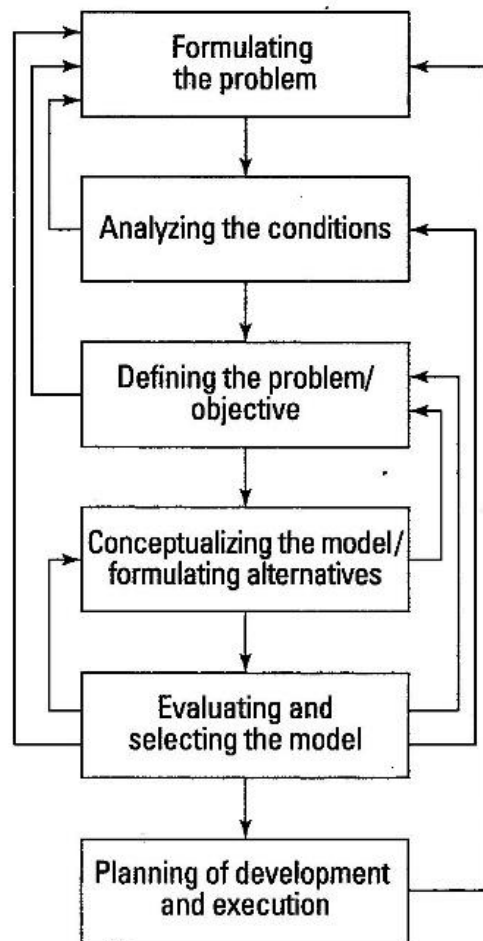 Formulating
the problem
Analyzing the conditions
Defining the problem/
objective
Conceptualizing the model/
formulating alternatives
Evaluating and
selecting the model
Planning of development
and execution